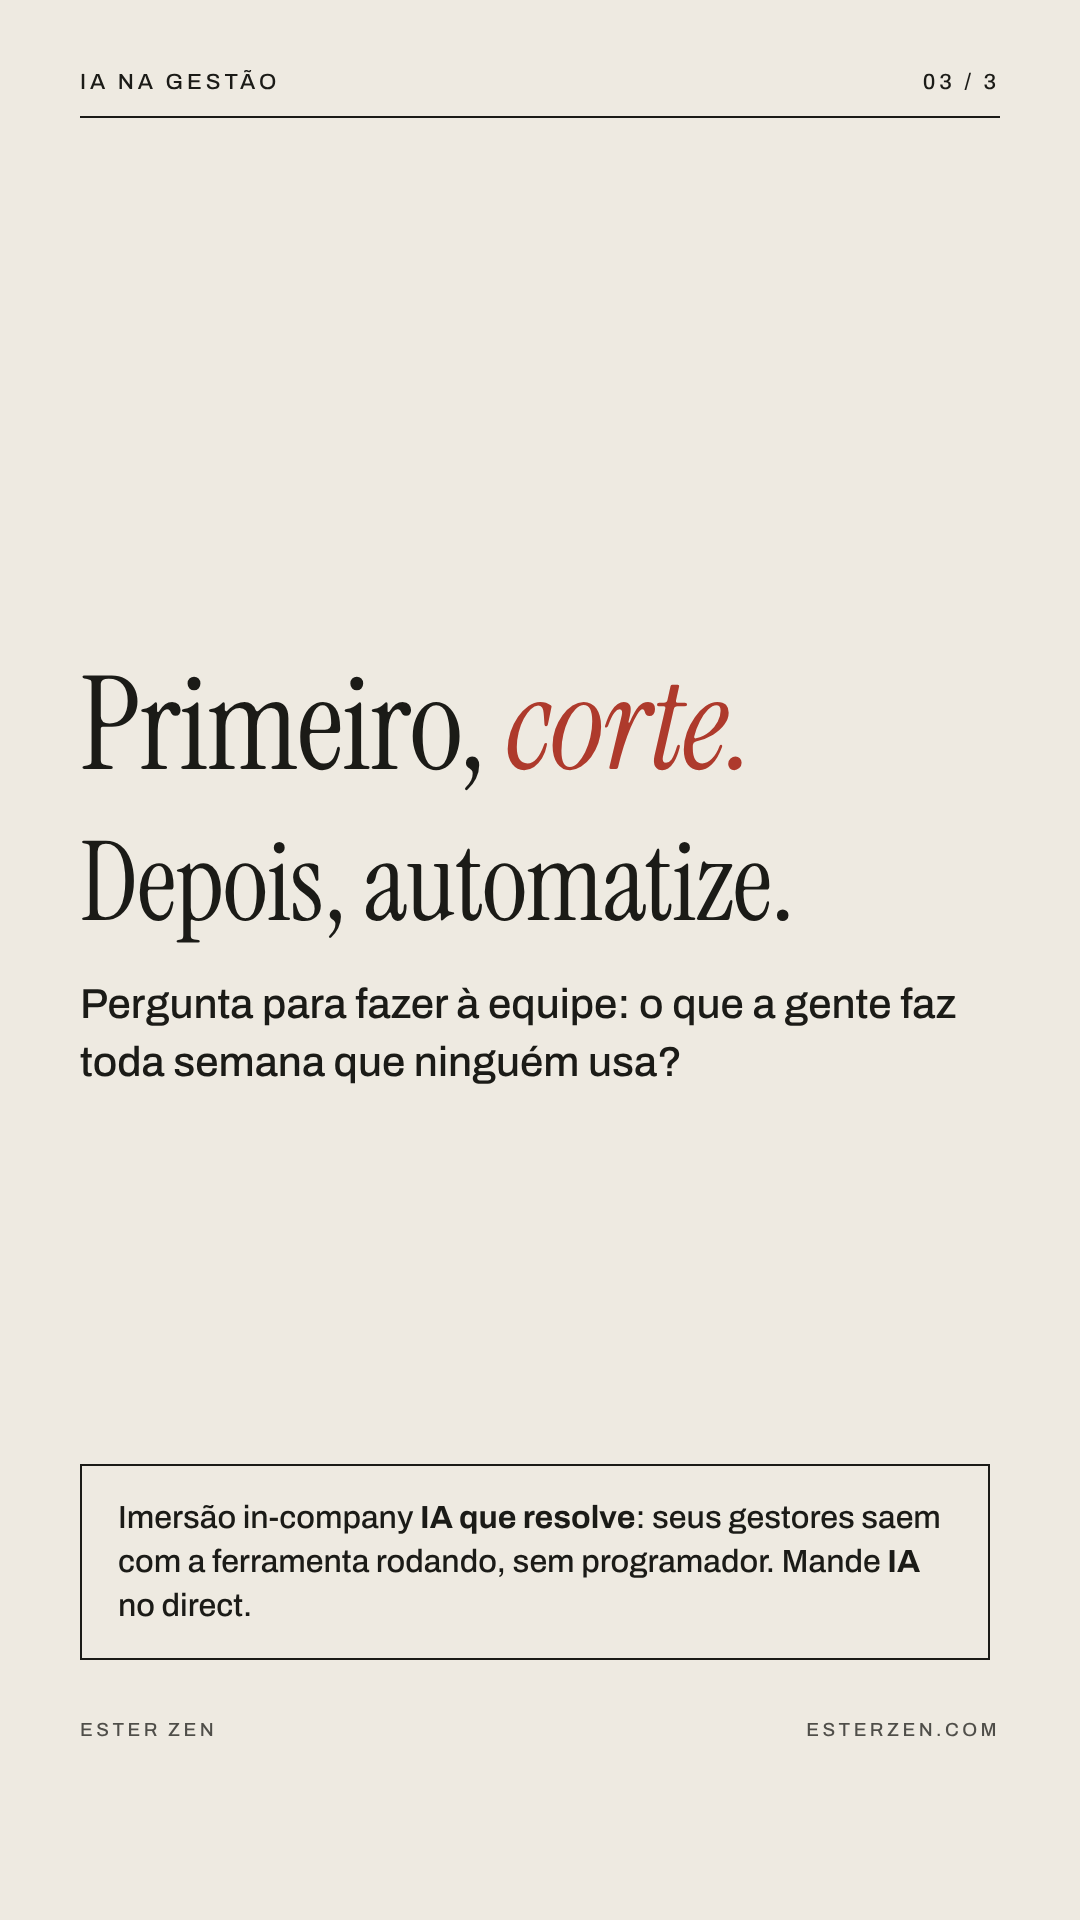 IA NA GESTÃO
03 / 3
Primeiro, corte.
Depois, automatize.
Pergunta para fazer à equipe: o que a gente faz
toda semana que ninguém usa?
Imersão in-company IA que resolve: seus gestores saem
com a ferramenta rodando, sem programador. Mande IA
no direct.
ESTER ZEN
ESTERZEN.COM